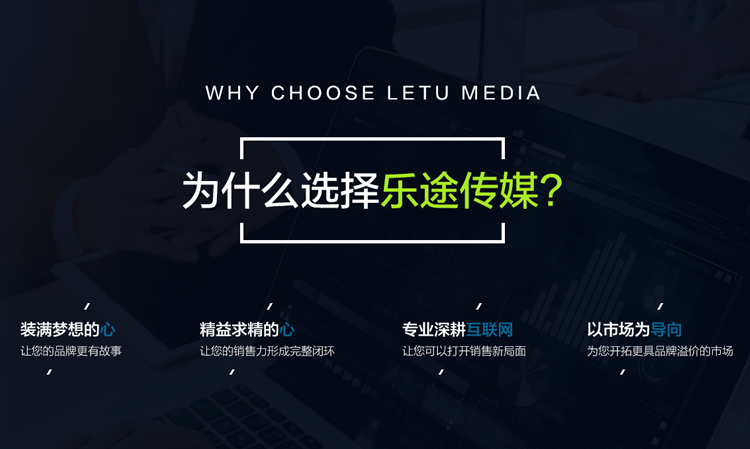 WHY CHOOSE LETU MEDIA
为什么选择乐途传媒?
装满梦想的心
让您的品牌更有故事
精益求精的心
让您的销售力形成完整闭环
专业深耕互联网
让您可以打开销售新局面
以市场为导向
为您开拓更具品牌溢价的市场